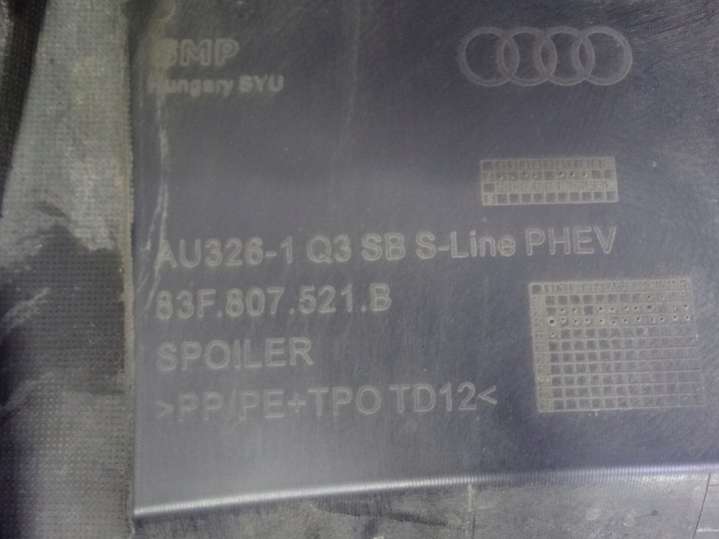 SMP
Hungary BYU
AU326-1 Q3 SB S-Line PHEV
83F.807.521.B
SPOILER
>PP/PE+TPO TD12<